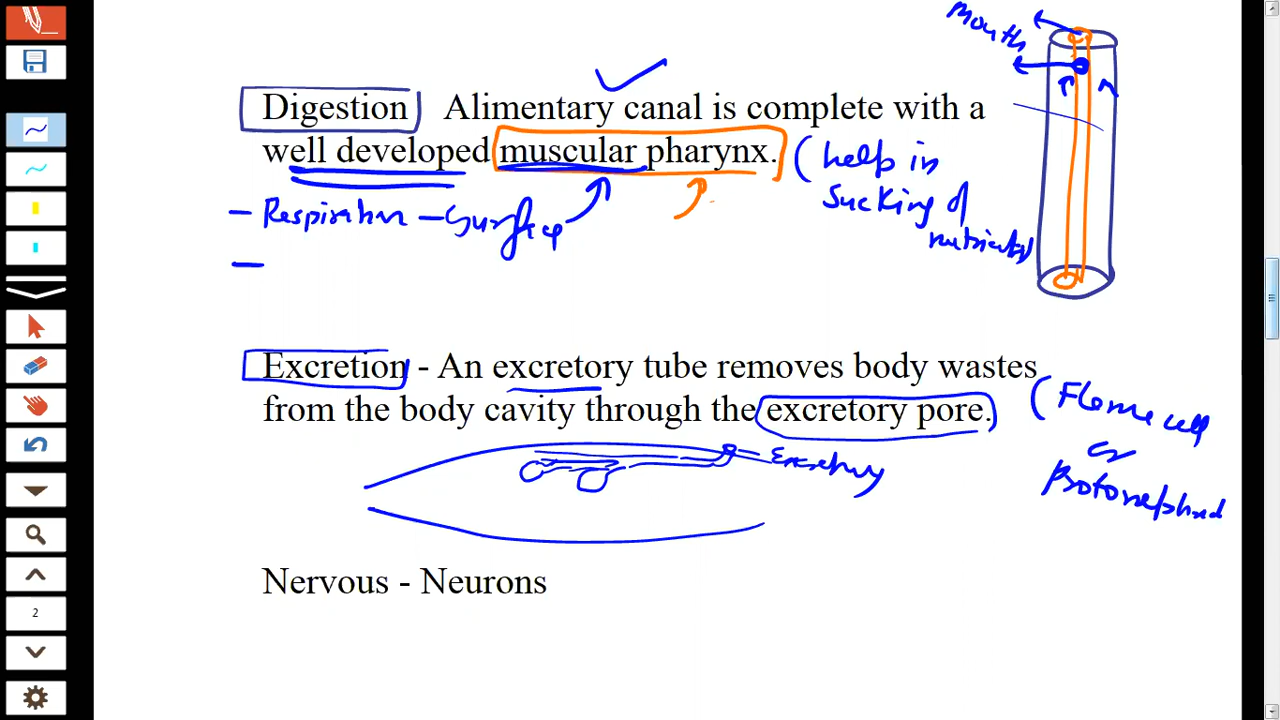 Mouth
Digestion Alimentary canal is complete with a
well developed muscular pharynx.
(help in
sucking of
- Respiration - Surface
-
Excretion - An excretory tube removes body wastes
from the body cavity through the excretory pore.
(Flame cell
or
Excretory
Nervous - Neurons
2